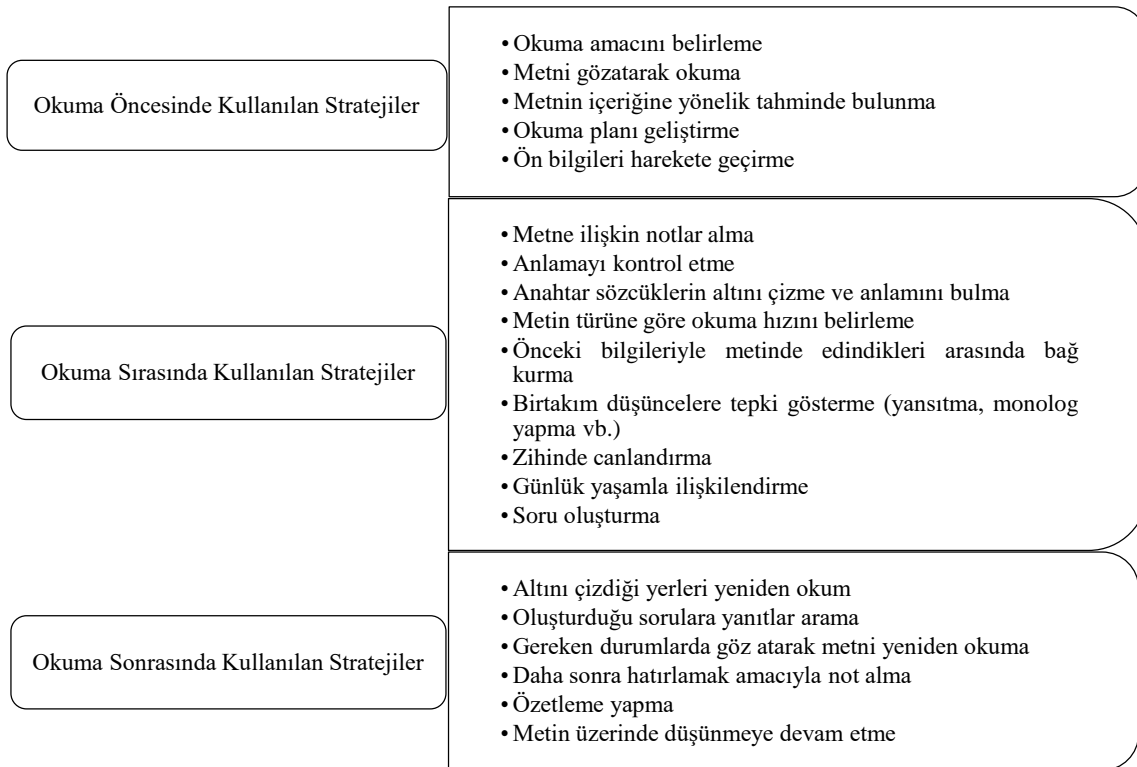 Okuma Öncesinde Kullanılan Stratejiler
• Okuma amacını belirleme
• Metni gözatarak okuma
• Metnin içeriğine yönelik tahminde bulunma
• Okuma planı geliştirme
• Ön bilgileri harekete geçirme
Okuma Sırasında Kullanılan Stratejiler
• Metne ilişkin notlar alma
• Anlamayı kontrol etme
• Anahtar sözcüklerin altını çizme ve anlamını bulma
• Metin türüne göre okuma hızını belirleme
• Önceki bilgileriyle metinde edindikleri arasında bağ
kurma
• Birtakım düşüncelere tepki gösterme (yansıtma, monolog
yapma vb.)
• Zihinde canlandırma
• Günlük yaşamla ilişkilendirme
• Soru oluşturma
Okuma Sonrasında Kullanılan Stratejiler
• Altını çizdiği yerleri yeniden okum
• Oluşturduğu sorulara yanıtlar arama
• Gereken durumlarda göz atarak metni yeniden okuma
• Daha sonra hatırlamak amacıyla not alma
• Özetleme yapma
• Metin üzerinde düşünmeye devam etme